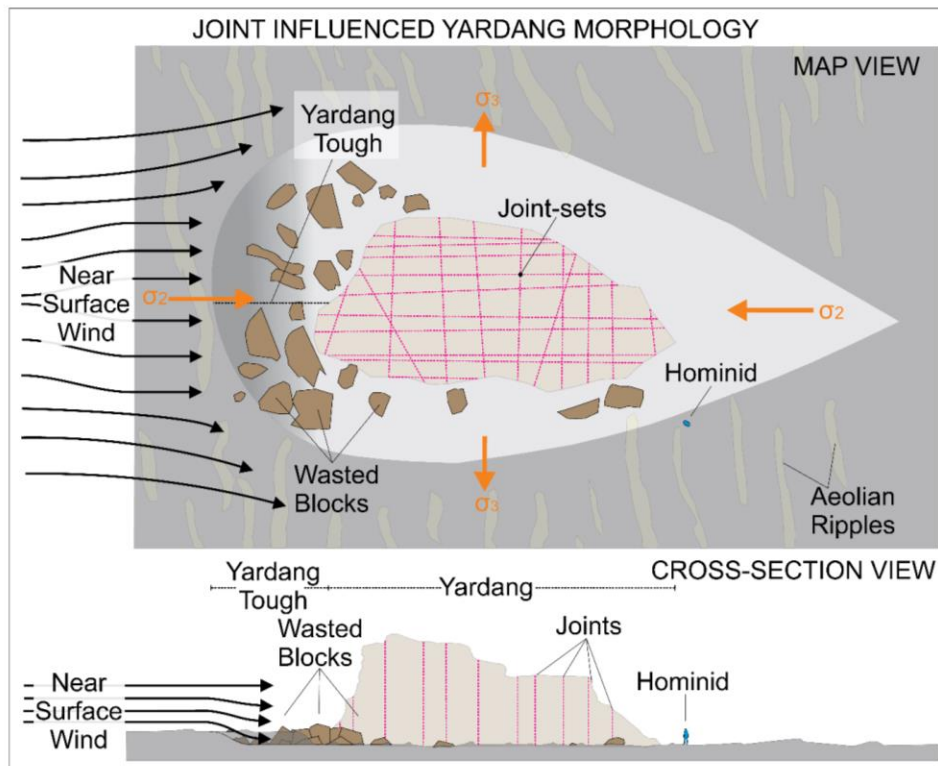 JOINT INFLUENCED YARDANG MORPHOLOGY
MAP VIEW
σ3
Yardang
Tough
Joint-sets
Near
Surface
Wind
σ2
σ2
Hominid
Wasted
Blocks
σ3
Aeolian
Ripples
CROSS-SECTION VIEW
Yardang
Tough
Yardang
Wasted
Blocks
Joints
Near
Surface
Wind
Hominid